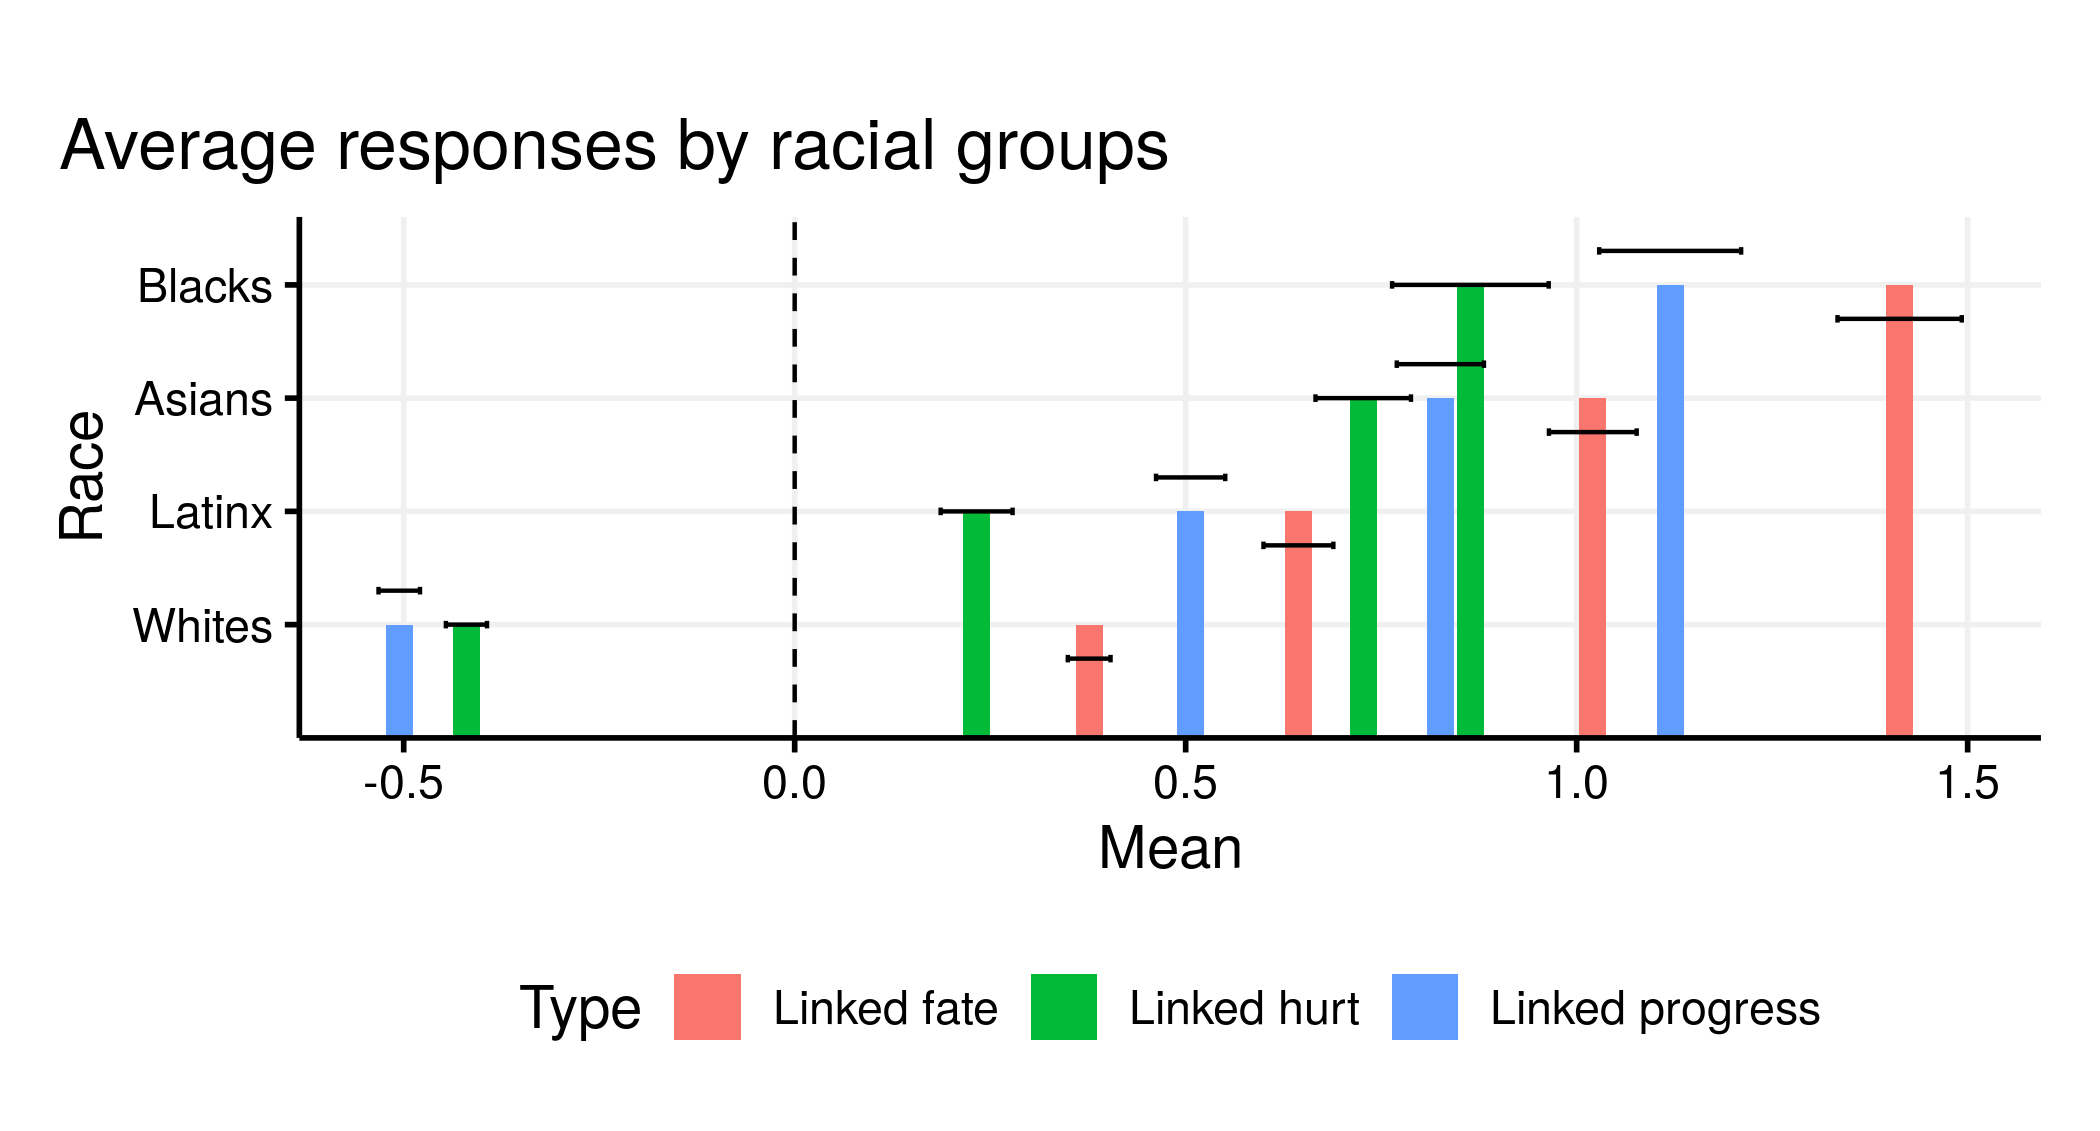 Average responses by racial groups
Race
Blacks
Asians
Latinx
Whites
-0.5 0.0 0.5 1.0 1.5
Mean
Type Linked fate Linked hurt Linked progress